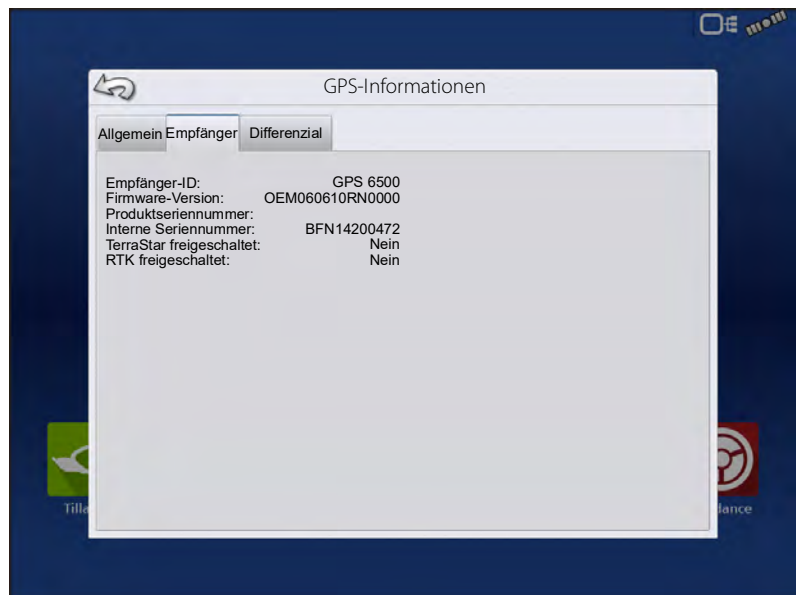 GPS-Informationen
Allgemein Empfänger Differenzial
Empfänger-ID: GPS 6500
Firmware-Version: OEM060610RN0000
Produktseriennummer:
Interne Seriennummer: BFN14200472
TerraStar freigeschaltet: Nein
RTK freigeschaltet: Nein
Tilla
dance